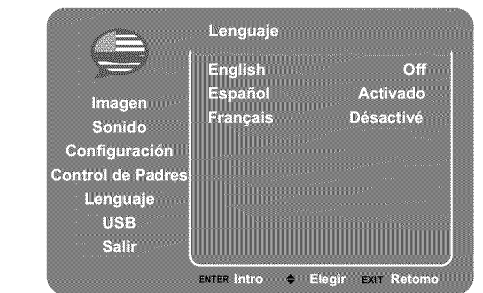 Lenguaje
English Off
Español Activado
Français Désactivé
Imagen
Sonido
Configuración
Control de Padres
Lenguaje
USB
Salir
ENTER Intro Elegir EXIT Retorno